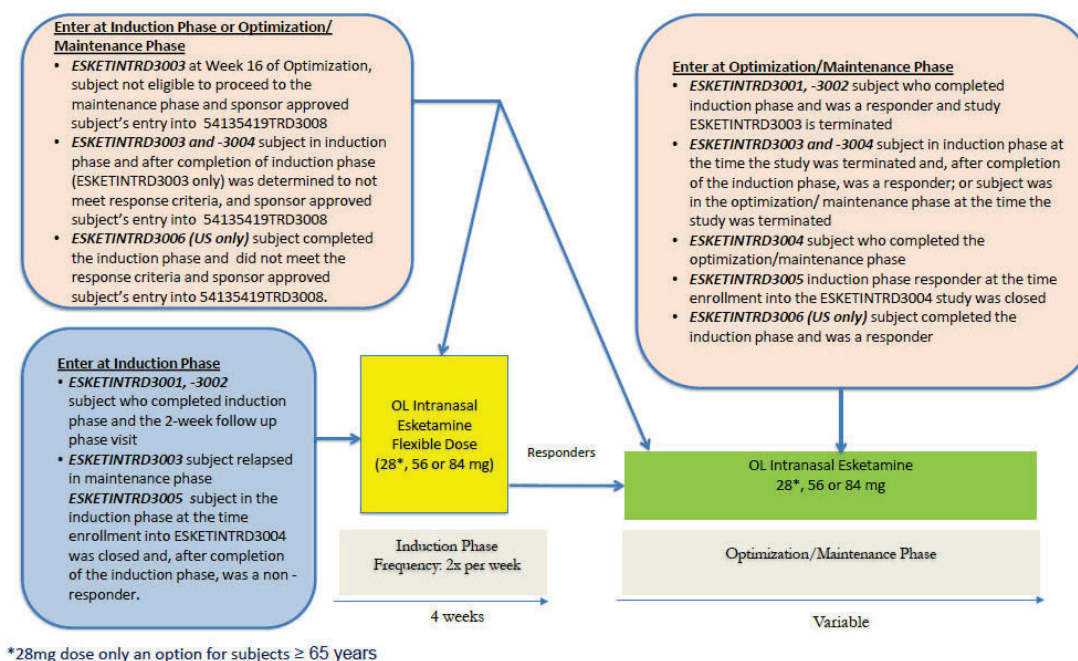 Enter at Induction Phase or Optimization/
Maintenance Phase
• ESKETINTRD3003 at Week 16 of Optimization,
subject not eligible to proceed to the
maintenance phase and sponsor approved
subject's entry into 54135419TRD3008
• ESKETINTRD3003 and -3004 subject in induction
phase and after completion of induction phase
(ESKETINTRD3003 only) was determined to not
meet response criteria, and sponsor approved
subject's entry into 54135419TRD3008
• ESKETINTRD3006 (US only) subject completed
the induction phase and did not meet the
response criteria and sponsor approved
subject's entry into 54135419TRD3008.
Enter at Optimization/Maintenance Phase
• ESKETINTRD3001, -3002 subject who completed
induction phase and was a responder and study
ESKETINTRD3003 is terminated
• ESKETINTRD3003 and -3004 subject in induction phase at
the time the study was terminated and, after completion
of the induction phase, was a responder; or subject was
in the optimization/ maintenance phase at the time the
study was terminated
• ESKETINTRD3004 subject who completed the
optimization/maintenance phase
• ESKETINTRD3005 induction phase responder at the time
enrollment into the ESKETINTRD3004 study was closed
• ESKETINTRD3006 (US only) subject completed the
induction phase and was a responder
Enter at Induction Phase
• ESKETINTRD3001, -3002
subject who completed induction
phase and the 2-week follow up
phase visit
• ESKETINTRD3003 subject relapsed
in maintenance phase
ESKETINTRD3005 subject in the
induction phase at the time
enrollment into ESKETINTRD3004
was closed and, after completion
of the induction phase, was a non -
responder.
OL Intranasal
Esketamine
Flexible Dose
(28*, 56 or 84 mg)
Responders
OL Intranasal Esketamine
28*, 56 or 84 mg
Induction Phase
Frequency: 2x per week
Optimization/Maintenance Phase
4 weeks
Variable
*28mg dose only an option for subjects ≥ 65 years